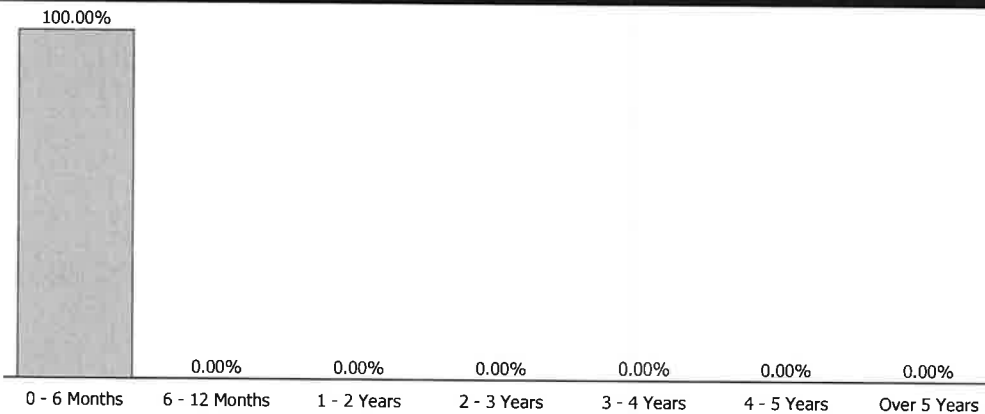 100.00%
0.00% 0.00% 0.00% 0.00% 0.00% 0.00%
0 - 6 Months 6 - 12 Months 1 - 2 Years 2 - 3 Years 3 - 4 Years 4 - 5 Years Over 5 Years